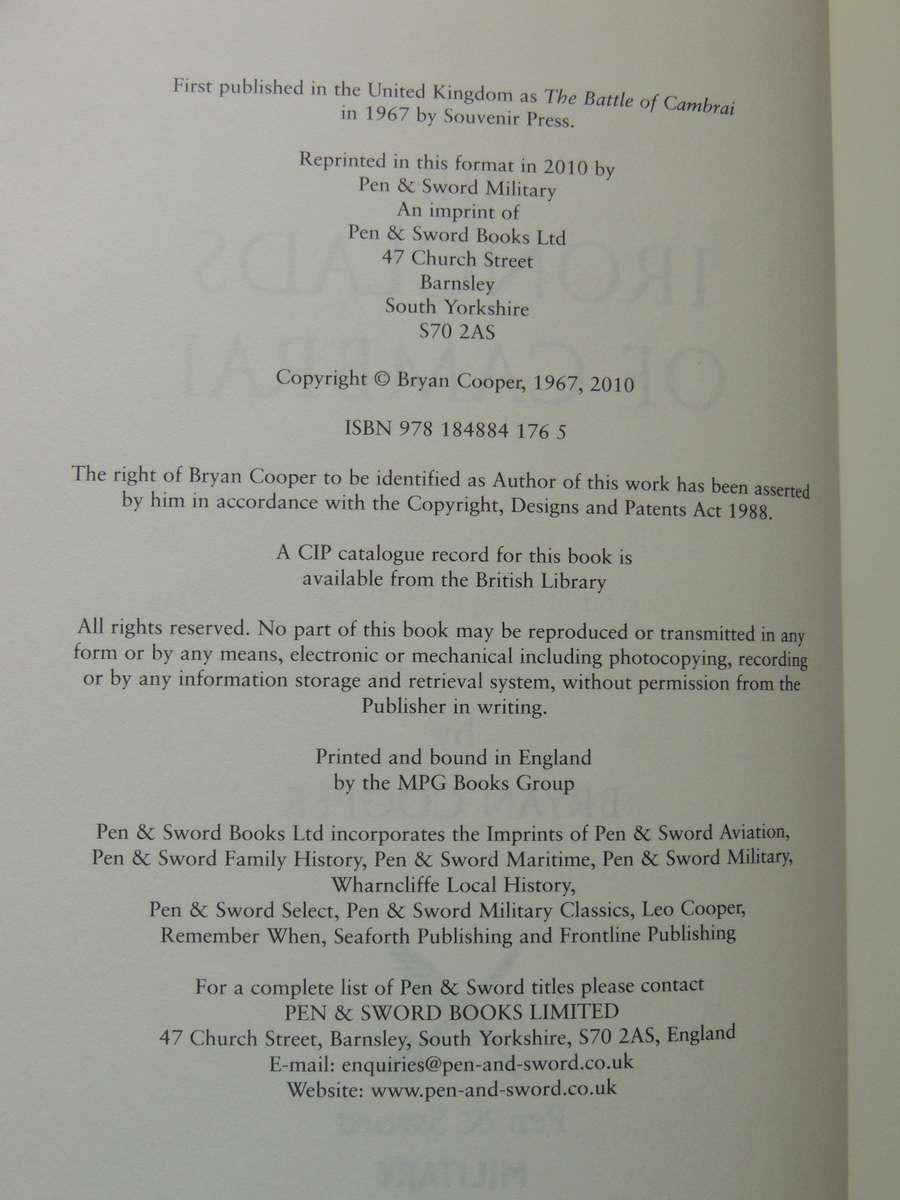 First published in the United Kingdom as The Battle of Cambrai
in 1967 by Souvenir Press.
Reprinted in this format in 2010 by
Pen & Sword Military
An imprint of
Pen & Sword Books Ltd
47 Church Street
Barnsley
South Yorkshire
S70 2AS
Copyright © Bryan Cooper, 1967, 2010
ISBN 978 184884 176 5
The right of Bryan Cooper to be identified as Author of this work has been asserted
by him in accordance with the Copyright, Designs and Patents Act 1988.
A CIP catalogue record for this book is
available from the British Library
All rights reserved. No part of this book may be reproduced or transmitted in any
form or by any means, electronic or mechanical including photocopying, recording
or by any information storage and retrieval system, without permission from the
Publisher in writing.
Printed and bound in England
by the MPG Books Group
Pen & Sword Books Ltd incorporates the Imprints of Pen & Sword Aviation,
Pen & Sword Family History, Pen & Sword Maritime, Pen & Sword Military,
Wharncliffe Local History,
Pen & Sword Select, Pen & Sword Military Classics, Leo Cooper,
Remember When, Seaforth Publishing and Frontline Publishing
For a complete list of Pen & Sword titles please contact
PEN & SWORD BOOKS LIMITED
47 Church Street, Barnsley, South Yorkshire, S70 2AS, England
E-mail: enquiries@pen-and-sword.co.uk
Website: www.pen-and-sword.co.uk